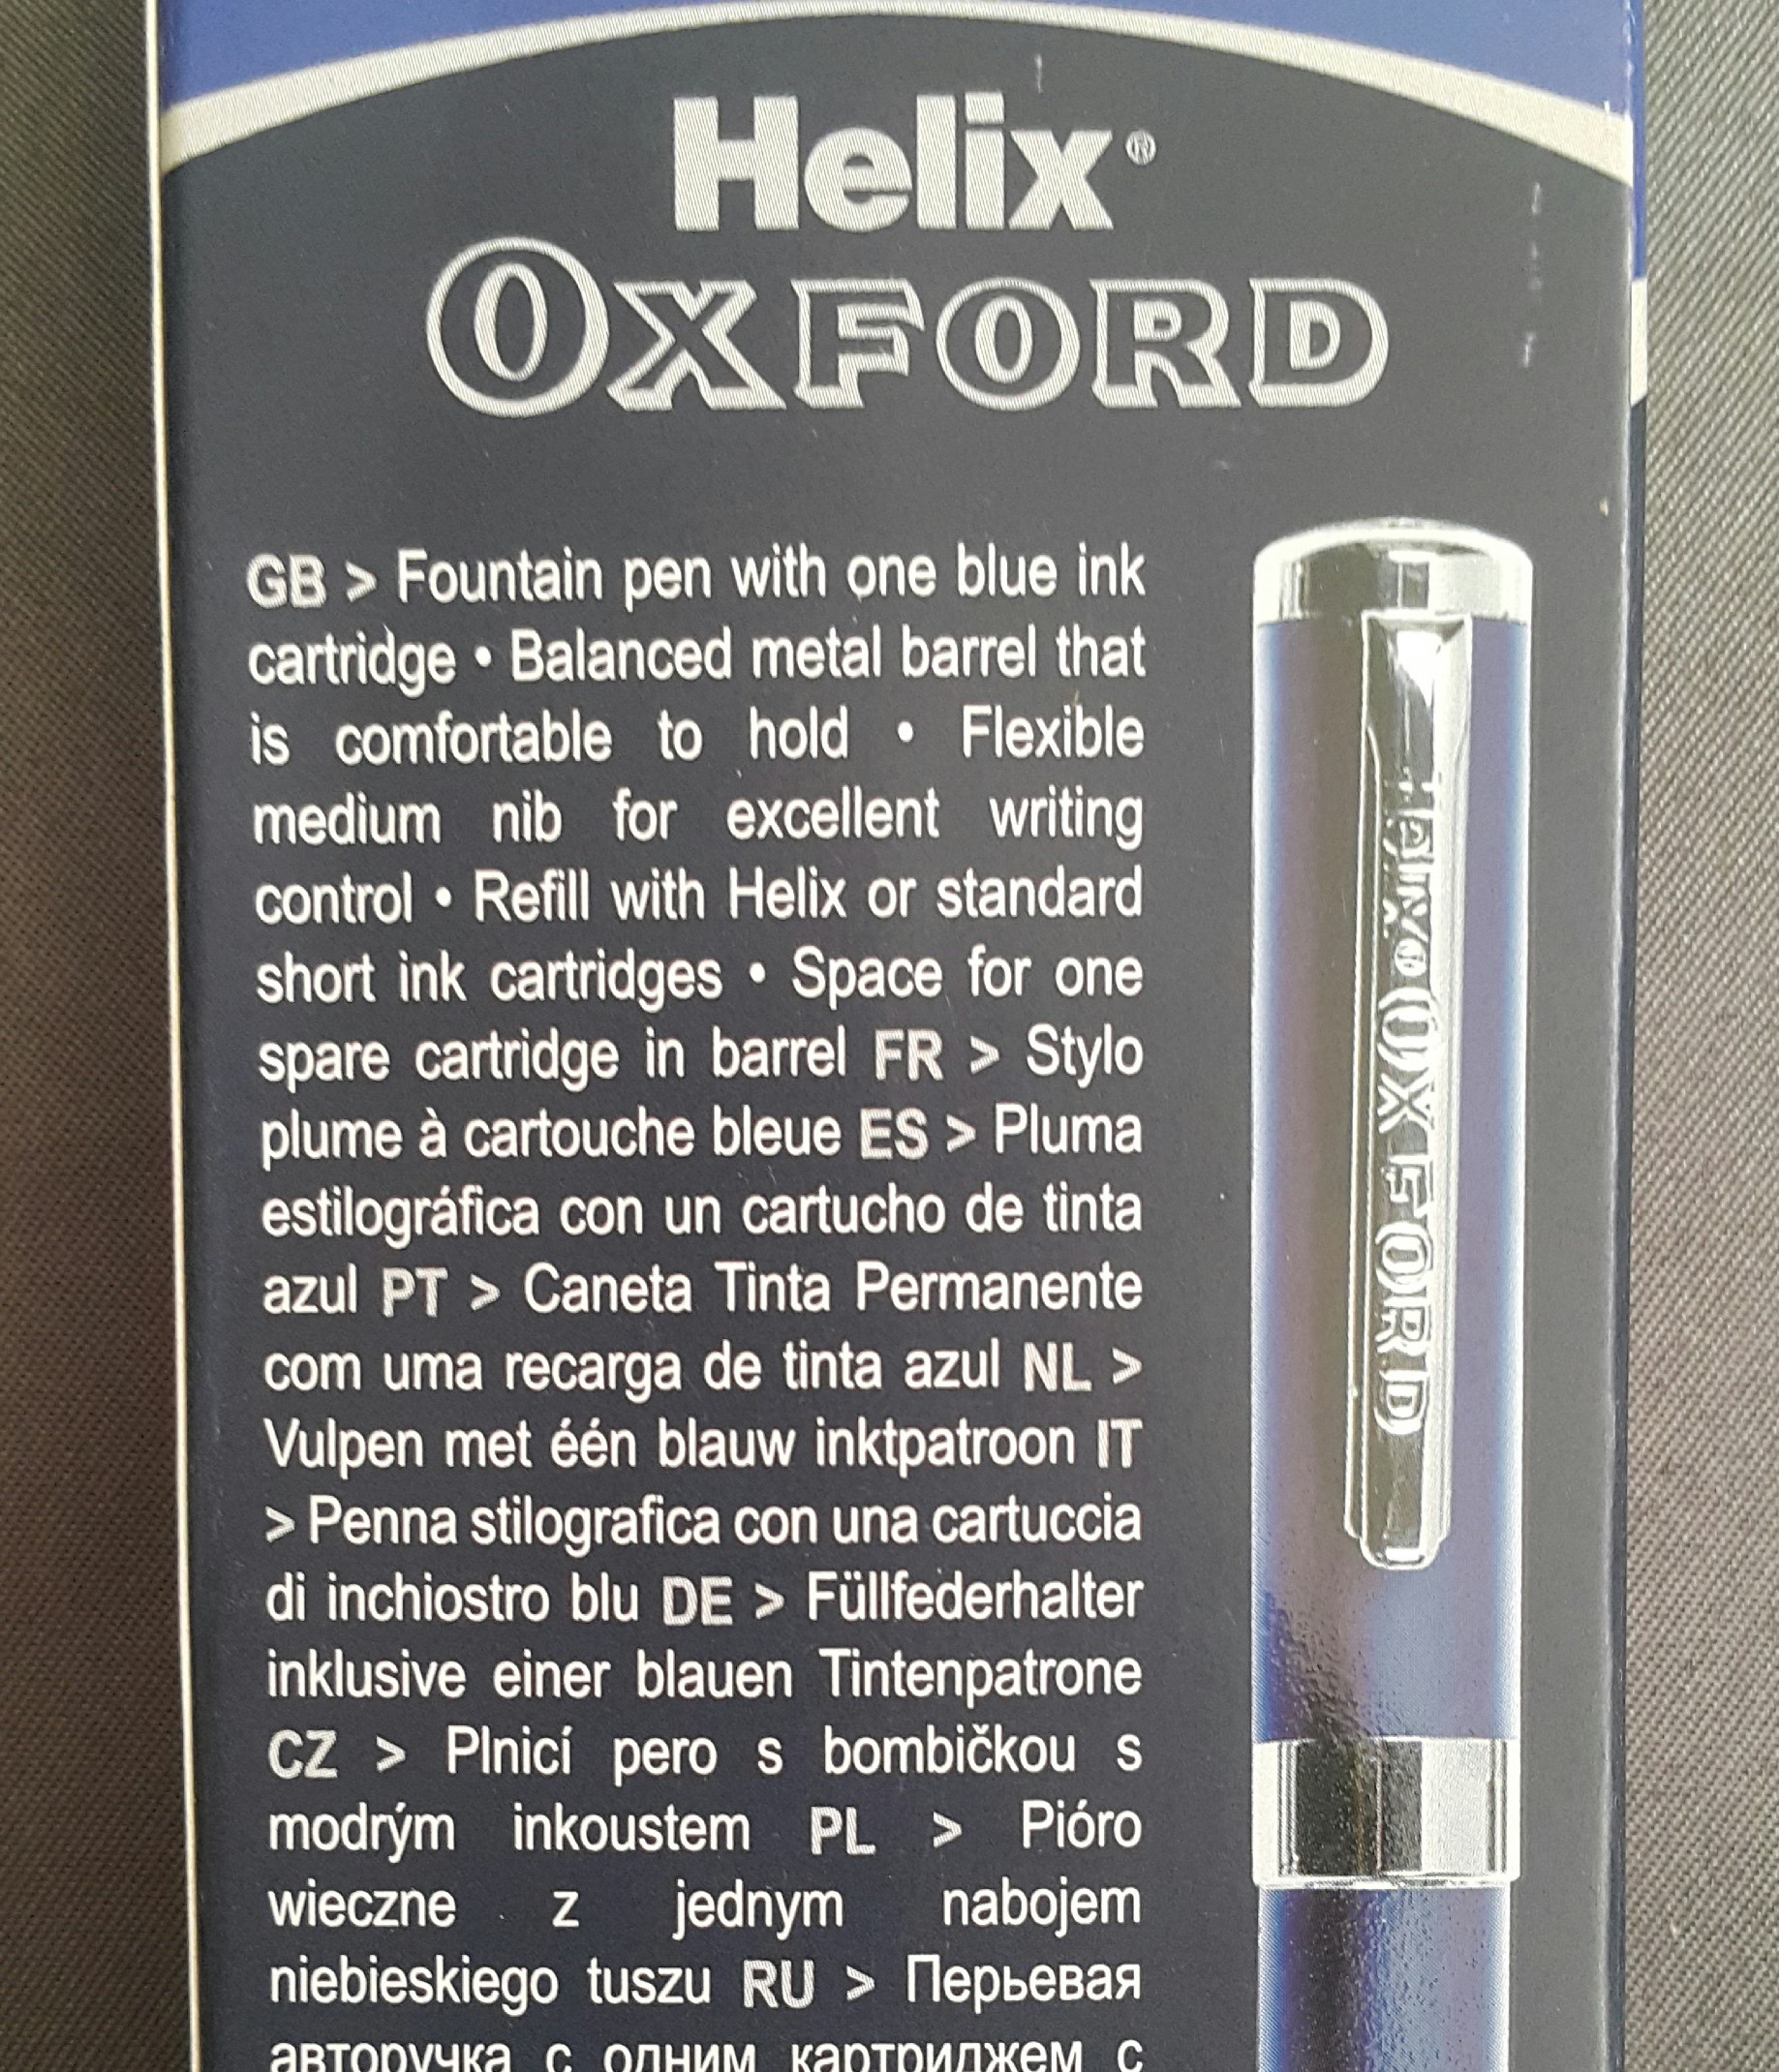 Helix®
OXFORD
GB > Fountain pen with one blue ink
cartridge • Balanced metal barrel that
is comfortable to hold • Flexible
medium nib for excellent writing
control • Refill with Helix or standard
short ink cartridges • Space for one
spare cartridge in barrel FR > Stylo
plume à cartouche bleue ES > Pluma
estilográfica con un cartucho de tinta
azul PT > Caneta Tinta Permanente
com uma recarga de tinta azul NL >
Vulpen met één blauw inktpatroon IT
> Penna stilografica con una cartuccia
di inchiostro blu DE > Füllfederhalter
inklusive einer blauen Tintenpatrone
CZ > Plnicí pero s bombičkou s
modrým inkoustem PL > Pióro
wieczne z jednym nabojem
niebieskiego tuszu RU > Перьевая
авторучка с одним картриджем с
Helix® OXFORD